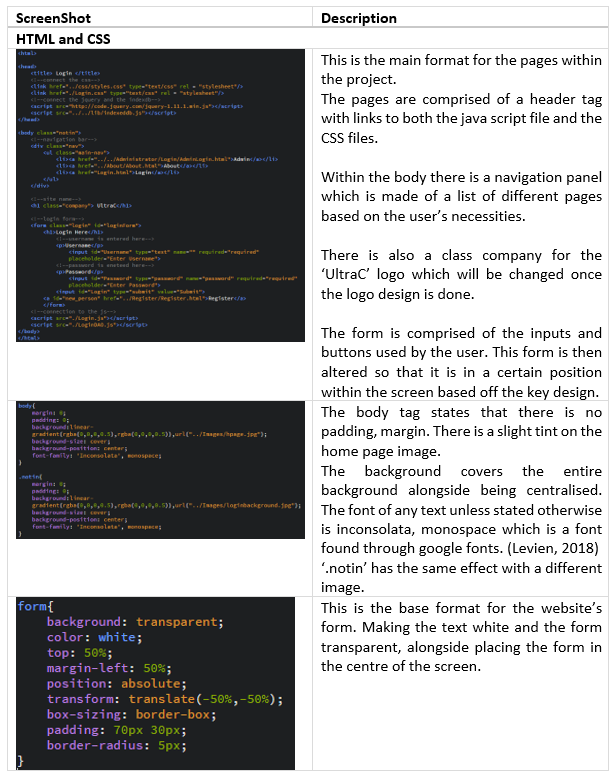 ScreenShot Description
HTML and CSS
<html>
<head>
<title> Login </title>
<!--connect the css-->
<link href="../css/styles.css" type="text/css" rel = "stylesheet"/>
<link href="./Login.css" type="text/css" rel = "stylesheet"/>
<!--connect the jquery and the indexdb-->
<script src="http://code.jquery.com/jquery-1.11.1.min.js"></script>
<script src="../../lib/indexeddb.js"></script>
</head>
<body class="notin">
<!--navigation bar-->
<div class="nav">
<ul class="main-nav">
<li><a href="../../Administrator/Login/AdminLogin.html">Admin</a></li>
<li><a href="../About/About.html">About</a></li>
<li><a href="Login.html">Login</a></li>
</ul>
</div>
<!--site name-->
<h1 class="company"> UltraC</h1>
<!--login form-->
<form class="login" id="loginform">
<h1>Login Here</h1>
<!--username is entered here-->
<p>Username</p>
<input id="Username" type="text" name="" required="required"
placeholder="Enter Username">
<!--password is entered here-->
<p>Password</p>
<input id="Password" type="password" name="password" required="required"
placeholder="Enter Password">
<input id="Login" type="submit" value="Submit">
<a id="new_person" href="../Register/Register.html">Register</a>
</form>
<!--connection to the js-->
<script src="./Login.js"></script>
<script src="./LoginDAO.js"></script>
</body>
</html>
This is the main format for the pages within
the project.
The pages are comprised of a header tag
with links to both the java script file and the
CSS files.
Within the body there is a navigation panel
which is made of a list of different pages
based on the user’s necessities.
There is also a class company for the
‘UltraC’ logo which will be changed once
the logo design is done.
The form is comprised of the inputs and
buttons used by the user. This form is then
altered so that it is in a certain position
within the screen based off the key design.
body{
margin: 0;
padding: 0;
background:linear-
gradient(rgba(0,0,0,0.5),rgba(0,0,0,0.5)),url("../Images/hpage.jpg");
background-size: cover;
background-position: center;
font-family: 'Inconsolata', monospace;
}
.notin{
margin: 0;
padding: 0;
background:linear-
gradient(rgba(0,0,0,0.5),rgba(0,0,0,0.5)),url("../Images/loginbackground.jpg");
background-size: cover;
background-position: center;
font-family: 'Inconsolata', monospace;
}
The body tag states that there is no
padding, margin. There is a slight tint on the
home page image.
The background covers the entire
background alongside being centralised.
The font of any text unless stated otherwise
is inconsolata, monospace which is a font
found through google fonts. (Levien, 2018)
‘.notin’ has the same effect with a different
image.
form{
background: transparent;
color: white;
top: 50%;
margin-left: 50%;
position: absolute;
transform: translate(-50%,-50%);
box-sizing: border-box;
padding: 70px 30px;
border-radius: 5px;
}
This is the base format for the website’s
form. Making the text white and the form
transparent, alongside placing the form in
the centre of the screen.